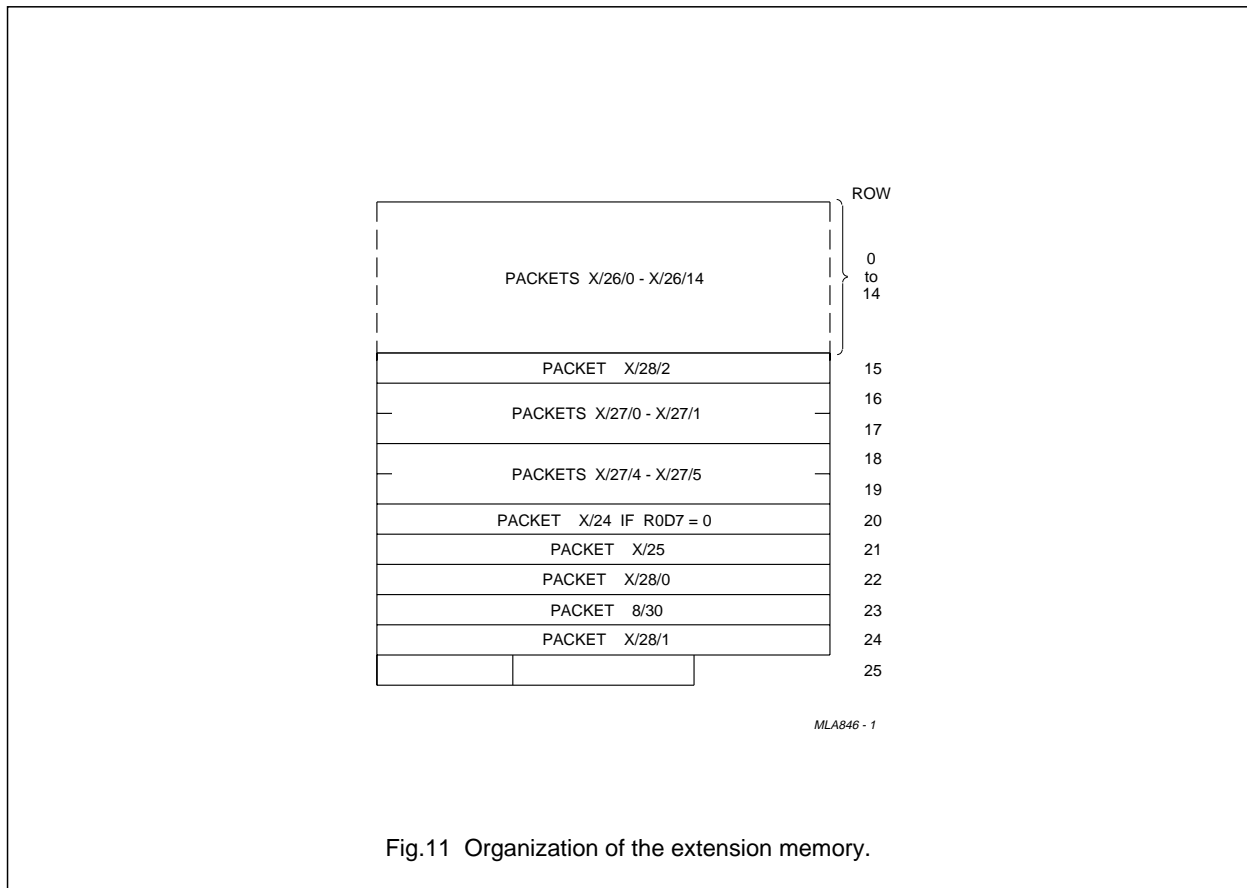 ROW
PACKETS X/26/0 - X/26/14
0
to
14
PACKET X/28/2 15
16
PACKETS X/27/0 - X/27/1
17
18
PACKETS X/27/4 - X/27/5
19
PACKET X/24 IF R0D7 = 0 20
PACKET X/25 21
PACKET X/28/0 22
PACKET 8/30 23
PACKET X/28/1 24
25
MLA846 - 1
Fig.11 Organization of the extension memory.